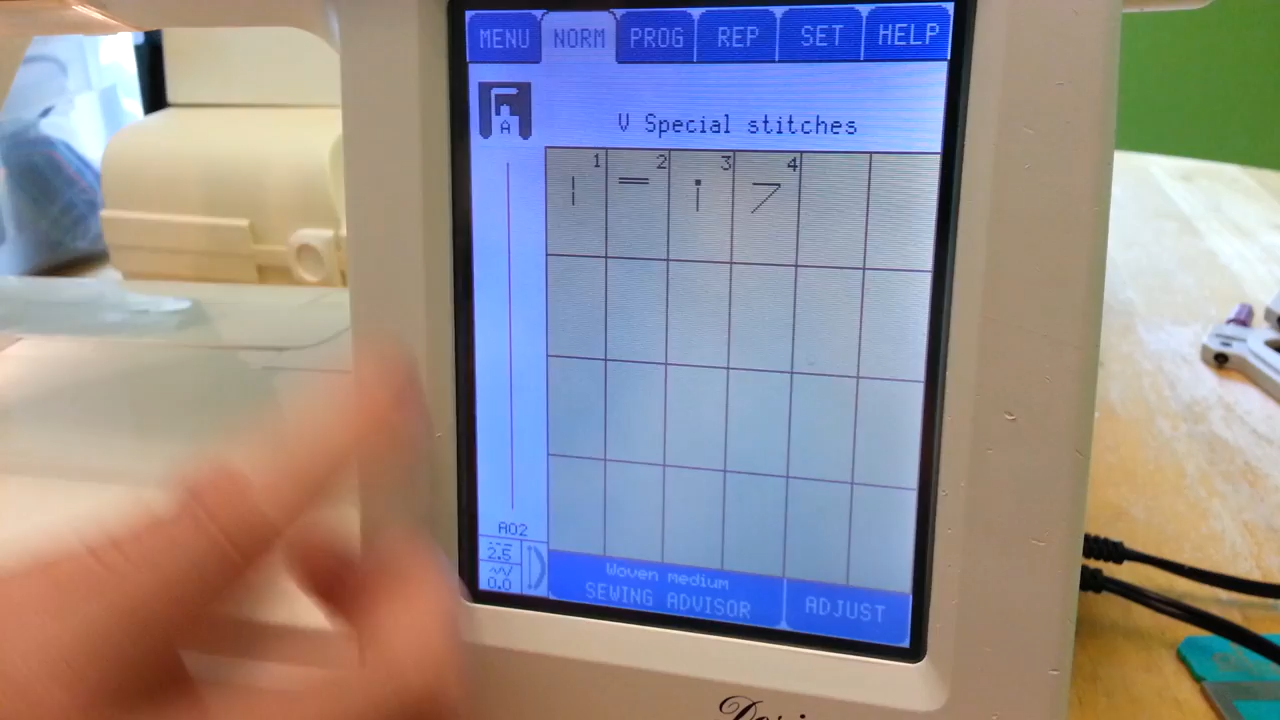 MENU NORM PROG REP SET HELP
A
V Special stitches
1 2 3 4
A02
2.5
0.0
Woven medium
SEWING ADVISOR
ADJUST